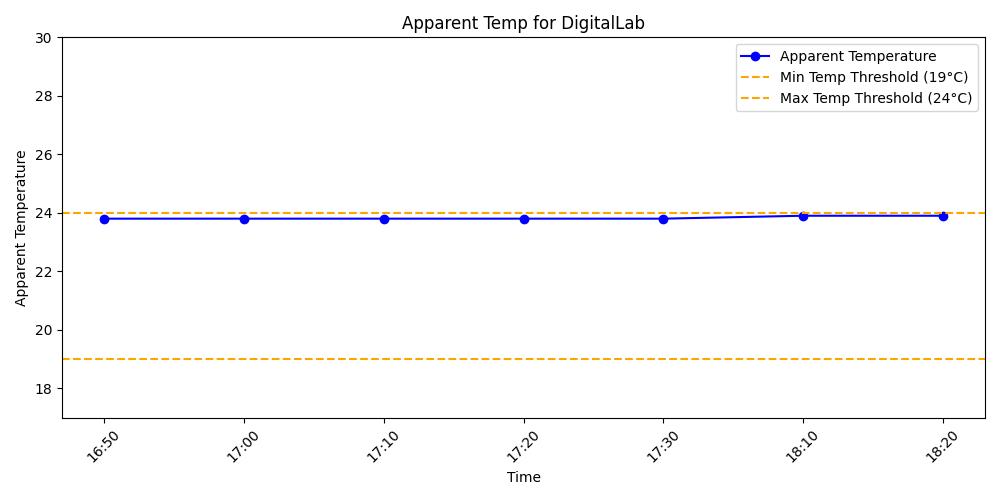 Apparent Temp for DigitalLab
Apparent Temperature
Min Temp Threshold (19°C)
Max Temp Threshold (24°C)
30
28
26
24
22
20
18
Apparent Temperature
16:50
17:00
17:10
17:20
17:30
18:10
18:20
Time